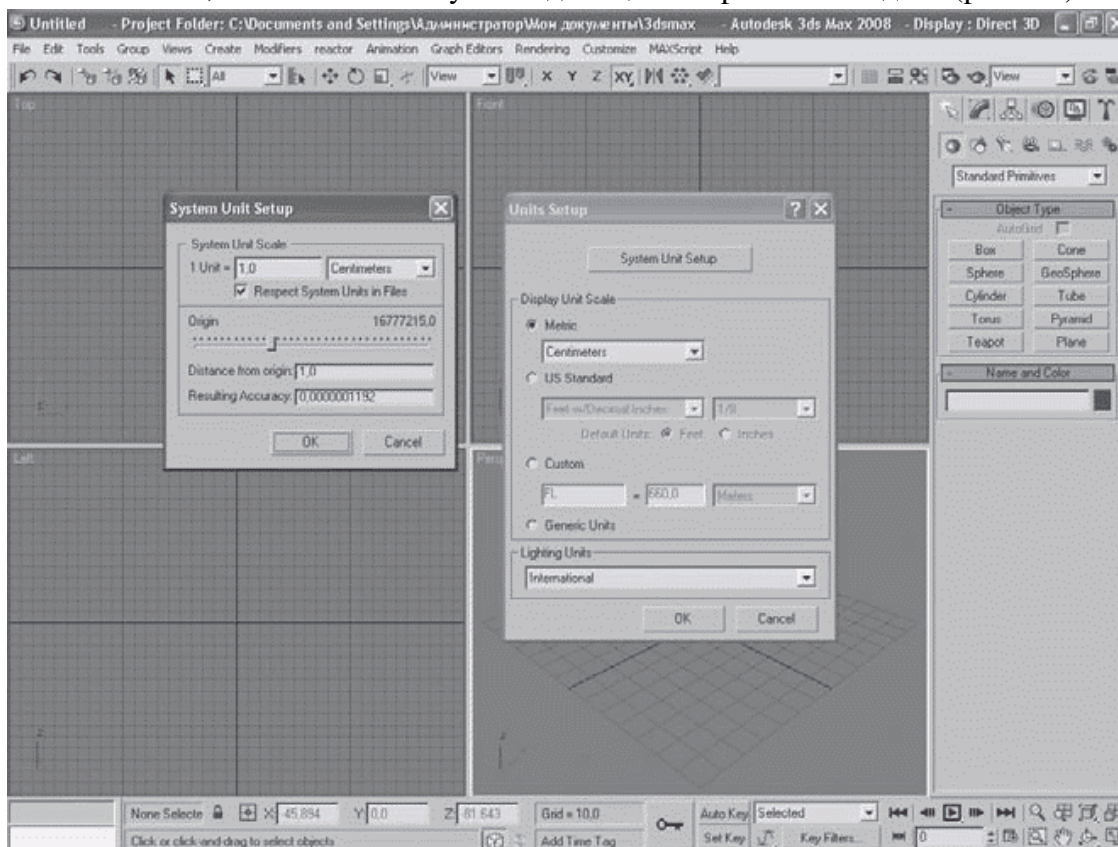 Untitled - Project Folder: C:\Documents and Settings\Администратор\Мои документы\3dsmax - Autodesk 3ds Max 2008 - Display : Direct 3D
File Edit Tools Group Views Create Modifiers reactor Animation Graph Editors Rendering Customize MAXScript Help
All View X Y Z XY View
Top Front
Standard Primitives
System Unit Setup
Units Setup
Object Type
AutoGrid
System Unit Scale
1 Unit = 1,0 Centimeters
Respect System Units in Files
System Unit Setup
Box Cone
Sphere GeoSphere
Cylinder Tube
Torus Pyramid
Teapot Plane
Origin 16777215,0
Display Unit Scale
Metric
Centimeters
Distance from origin: 1,0
Resulting Accuracy: 0,0000001192
US Standard
Name and Color
Feet w/Decimal Inches 1/8
Default Units: Feet Inches
OK Cancel
Left
Custom
FL = 660,0 Meters
Generic Units
Lighting Units
International
OK Cancel
None Selecte X: 45,894 Y: 0,0 Z: 81,643 Grid = 10,0 Auto Key Selected
Click or click-and-drag to select objects Add Time Tag Set Key Key Filters... 0